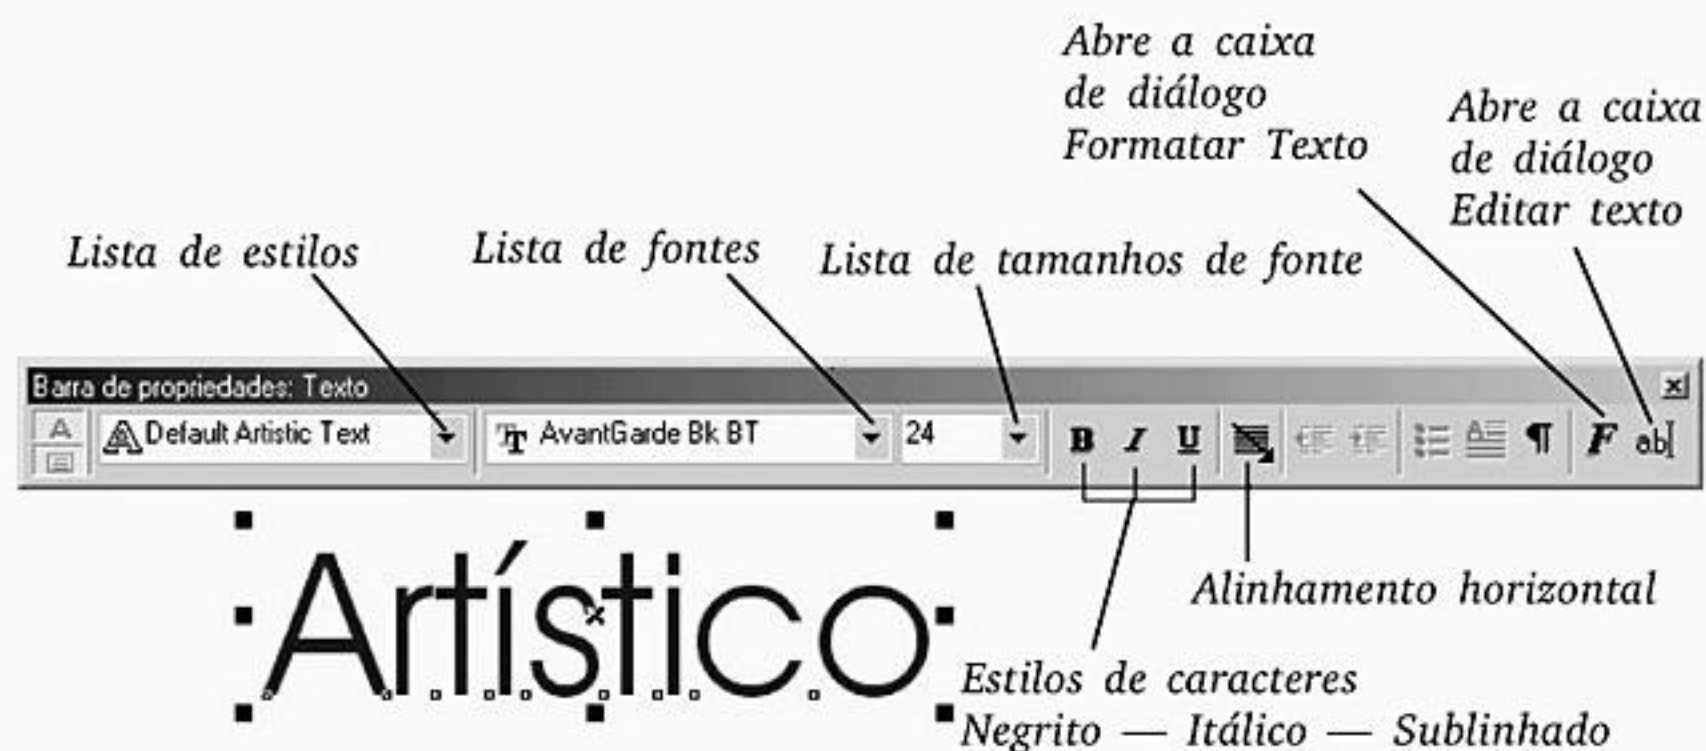 Abre a caixa
de diálogo
Formatar Texto
Abre a caixa
de diálogo
Editar texto
Lista de estilos
Lista de fontes
Lista de tamanhos de fonte
Barra de propriedades: Texto
A Default Artistic Text AvantGarde Bk BT 24 B I U ¶ F ab
Artístico
Alinhamento horizontal
Estilos de caracteres
Negrito — Itálico — Sublinhado